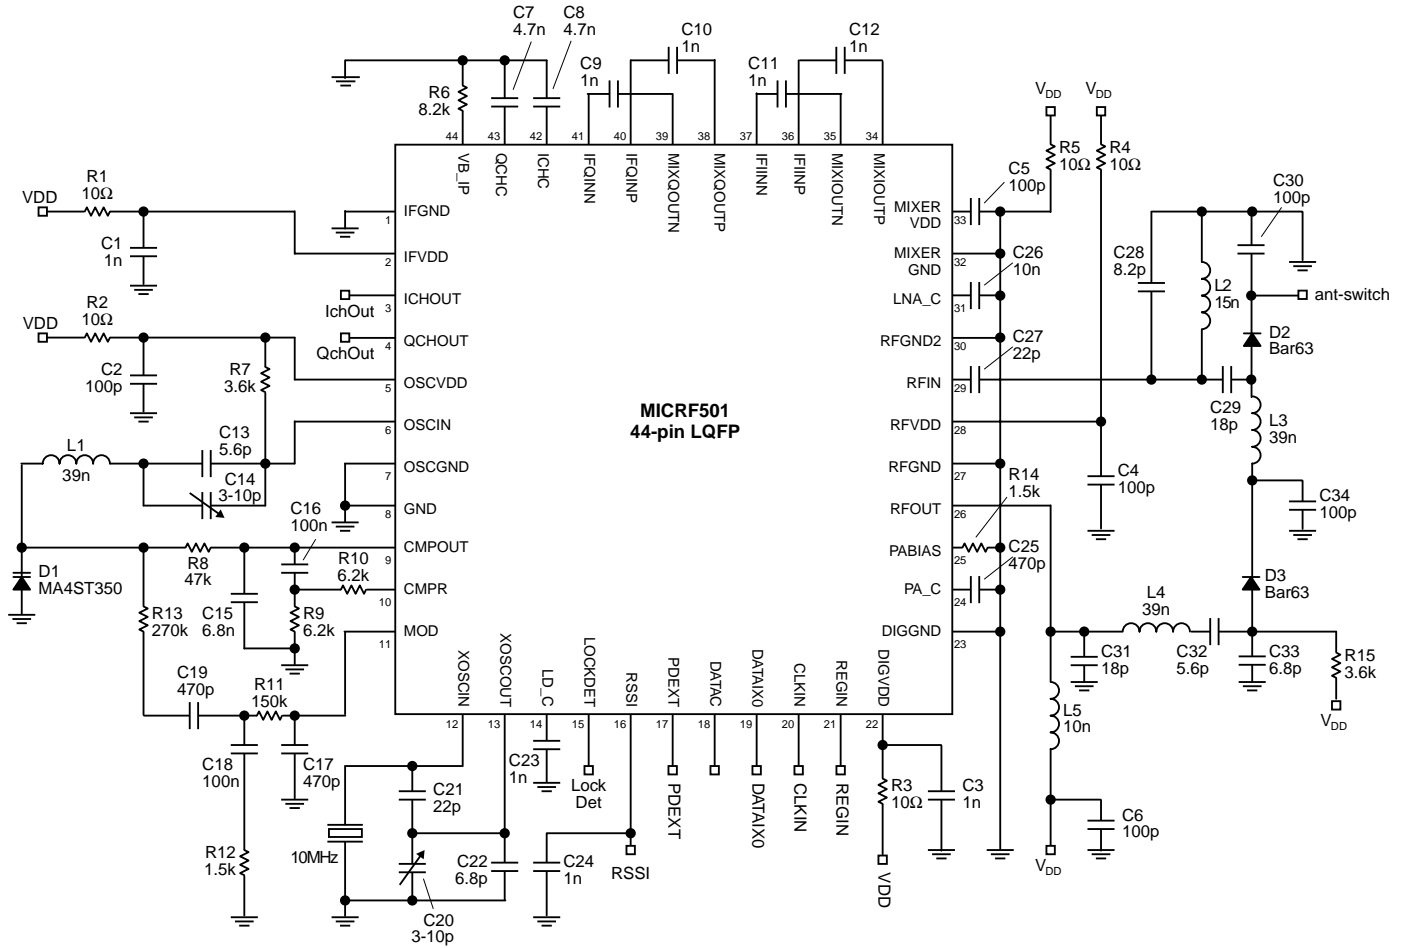 C7
4.7n
C8
4.7n
C10
1n
C12
1n
C9
1n
C11
1n
R6
8.2k
VDD
VDD
R5
10Ω
R4
10Ω
44
43
42
41
40
39
38
37
36
35
34
VB_IP
QCHC
ICHC
IFQINN
IFQINP
MIXQOUTN
MIXQOUTP
IFIINN
IFIINP
MIXIOUTN
MIXIOUTP
VDD
R1
10Ω
C1
1n
1
IFGND
2
IFVDD
IchOut
3
ICHOUT
QchOut
4
QCHOUT
VDD
R2
10Ω
C2
100p
R7
3.6k
5
OSCVDD
6
OSCIN
L1
39n
C13
5.6p
C14
3-10p
7
OSCGND
8
GND
C16
100n
9
CMPOUT
D1
MA4ST350
R8
47k
R10
6.2k
10
CMPR
C15
6.8n
R9
6.2k
R13
270k
11
MOD
C19
470p
R11
150k
C18
100n
C17
470p
R12
1.5k
MICRF501
44-pin LQFP
MIXER
VDD
33
C5
100p
MIXER
GND
32
C26
10n
LNA_C
31
RFGND2
30
C27
22p
RFIN
29
RFVDD
28
RFGND
27
R14
1.5k
RFOUT
26
PABIAS
25
C25
470p
PA_C
24
DIGGND
23
C30
100p
C28
8.2p
L2
15n
ant-switch
D2
Bar63
C29
18p
L3
39n
C4
100p
C34
100p
D3
Bar63
L4
39n
C31
18p
C32
5.6p
C33
6.8p
R15
3.6k
VDD
L5
10n
C6
100p
VDD
XOSCIN
XOSCOUT
LD_C
LOCKDET
RSSI
PDEXT
DATAC
DATAIX0
CLKIN
REGIN
DIGVDD
12
13
14
15
16
17
18
19
20
21
22
C23
1n
Lock
Det
PDEXT
DATAIX0
CLKIN
REGIN
R3
10Ω
C3
1n
VDD
C21
22p
10MHz
C22
6.8p
C24
1n
RSSI
C20
3-10p